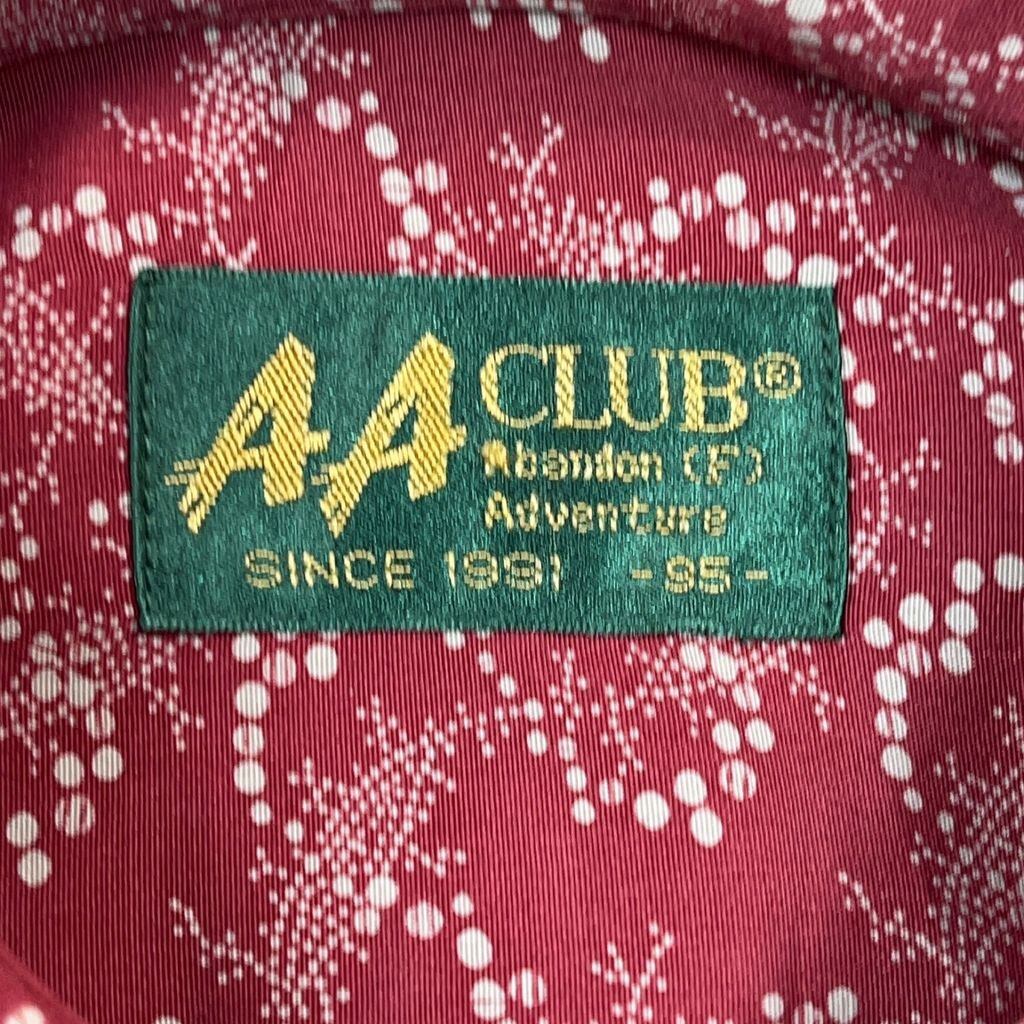 AA CLUB®
Abandon (F)
Adventure
SINCE 1991 -95-